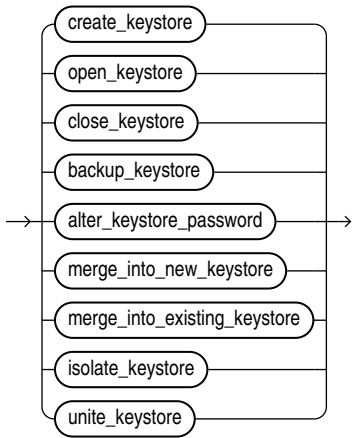 create_keystore
open_keystore
close_keystore
backup_keystore
alter_keystore_password
merge_into_new_keystore
merge_into_existing_keystore
isolate_keystore
unite_keystore